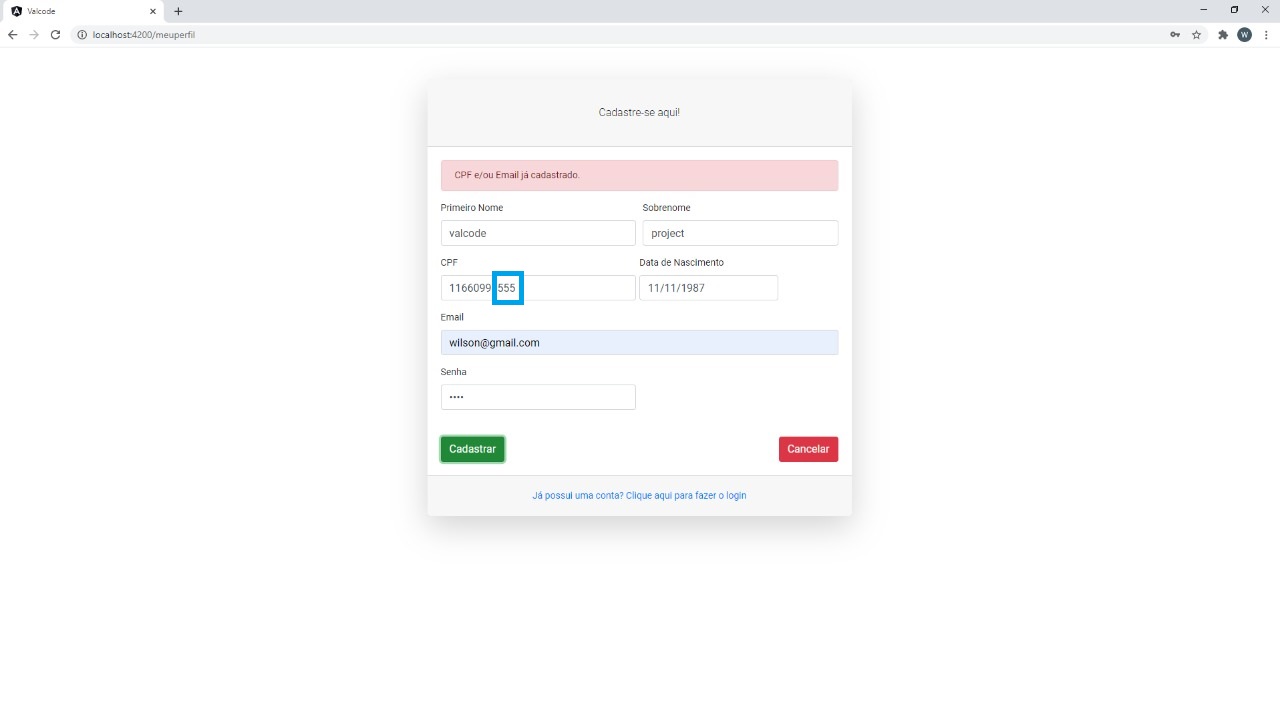 Valcode
localhost:4200/meuperfil
W
Cadastre-se aqui!
CPF e/ou Email já cadastrado.
Primeiro Nome Sobrenome
valcode project
CPF Data de Nascimento
1166099 555 11/11/1987
Email
wilson@gmail.com
Senha
••••
Cadastrar Cancelar
Já possui uma conta? Clique aqui para fazer o login